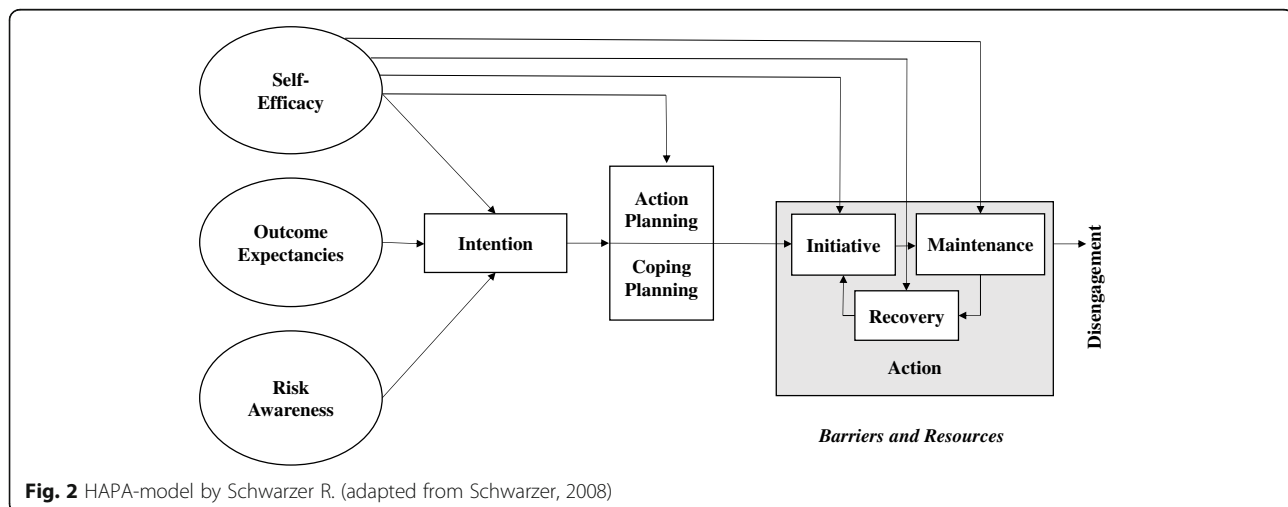 Self-
Efficacy
Outcome
Expectancies
Risk
Awareness
Intention
Action
Planning
Coping
Planning
Initiative
Maintenance
Recovery
Action
Disengagement
Barriers and Resources
Fig. 2 HAPA-model by Schwarzer R. (adapted from Schwarzer, 2008)